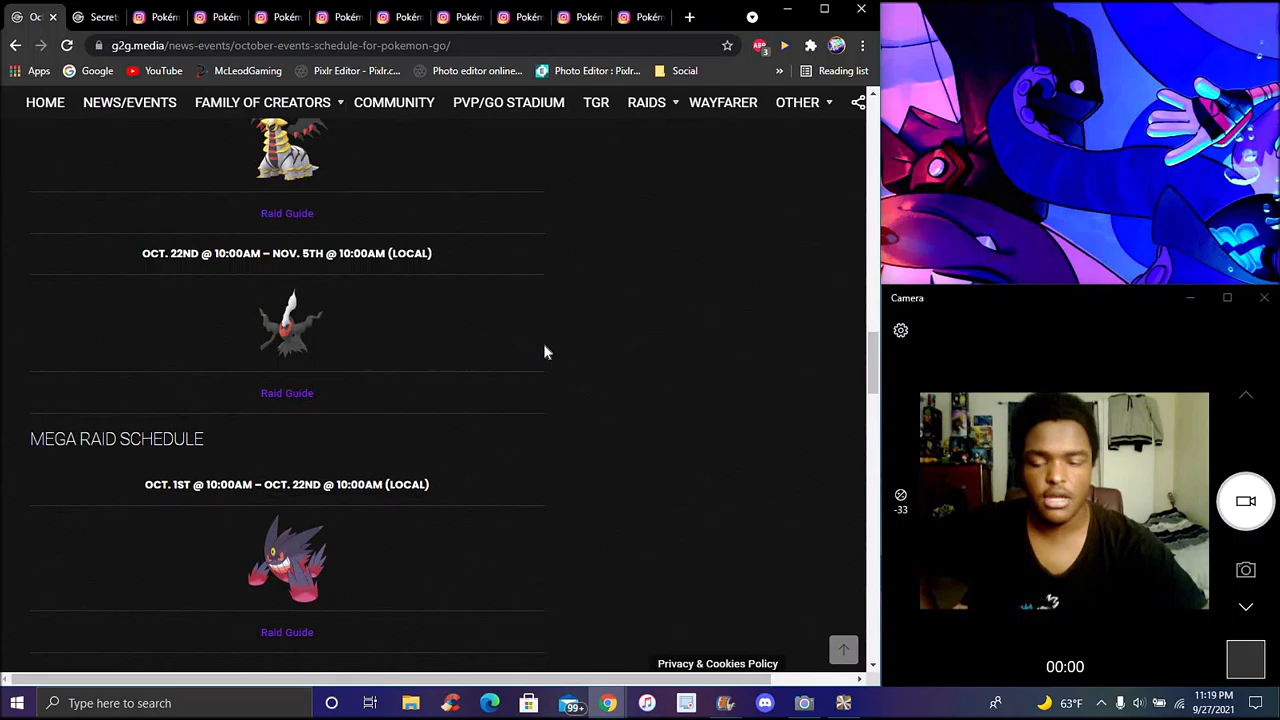 Oc
Secret
Pokém
Pokém
Pokém
Pokém
Pokém
Pokém
Pokém
Pokém
Pokém
g2g.media/news-events/october-events-schedule-for-pokemon-go/
ABP
3
Apps
Google
YouTube
McLeodGaming
Pixlr Editor - Pixlr.c...
Photo editor online...
Photo Editor : Pixlr...
Social
»
Reading list
HOME
NEWS/EVENTS
FAMILY OF CREATORS
COMMUNITY
PVP/GO STADIUM
TGR
RAIDS
WAYFARER
OTHER
Raid Guide
OCT. 22ND @ 10:00AM – NOV. 5TH @ 10:00AM (LOCAL)
Raid Guide
MEGA RAID SCHEDULE
OCT. 1ST @ 10:00AM – OCT. 22ND @ 10:00AM (LOCAL)
Raid Guide
Privacy & Cookies Policy
Camera
-33
00:00
Type here to search
99+
63°F
11:19 PM
9/27/2021